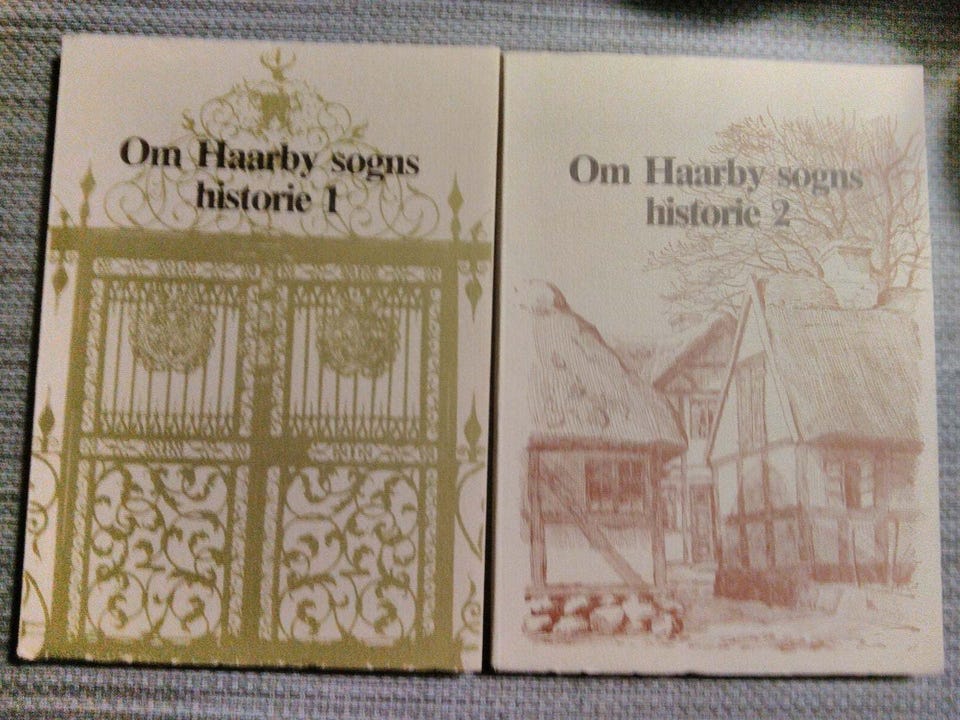 Om Haarby sogns
historie 1
Om Haarby sogns
historie 2